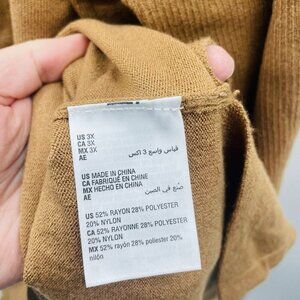 US 3X
CA 3X
MX 3X
AE
قياس واسع 3 اكس
US MADE IN CHINA
CA FABRIQUÉ EN CHINE
MX HECHO EN CHINA
AE
صنع في الصين
US 52% RAYON 28% POLYESTER
20% NYLON
CA 52% RAYONNE 28% POLYESTER
20% NYLON
MX 52% rayón 28% poliester 20%
nilón